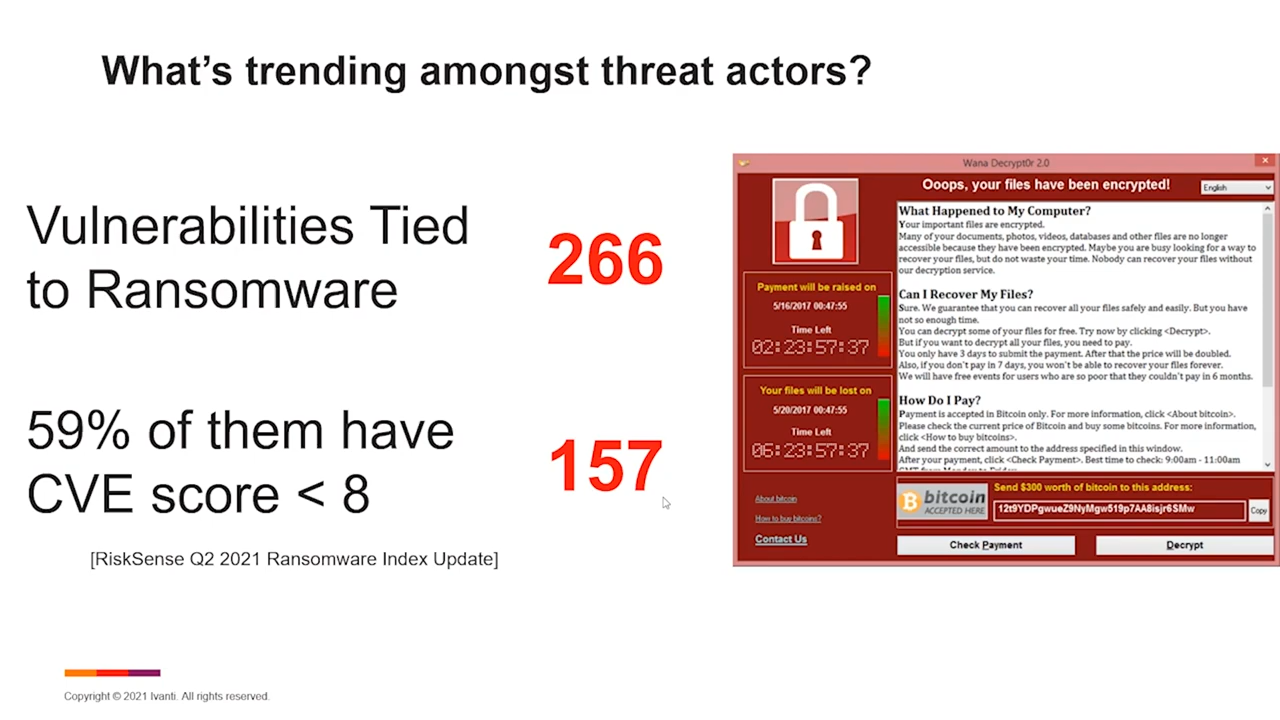 What's trending amongst threat actors?
Vulnerabilities Tied
to Ransomware
266
59% of them have
CVE score < 8
157
[RiskSense Q2 2021 Ransomware Index Update]
Wana Decrypt0r 2.0
Ooops, your files have been encrypted!
English
Payment will be raised on
5/16/2017 00:47:55
Time Left
02:23:57:37
Your files will be lost on
5/20/2017 00:47:55
Time Left
06:23:57:37
About bitcoin
How to buy bitcoins?
Contact Us
What Happened to My Computer?
Your important files are encrypted.
Many of your documents, photos, videos, databases and other files are no longer
accessible because they have been encrypted. Maybe you are busy looking for a way to
recover your files, but do not waste your time. Nobody can recover your files without
our decryption service.
Can I Recover My Files?
Sure. We guarantee that you can recover all your files safely and easily. But you have
not so enough time.
You can decrypt some of your files for free. Try now by clicking <Decrypt>.
But if you want to decrypt all your files, you need to pay.
You only have 3 days to submit the payment. After that the price will be doubled.
Also, if you don't pay in 7 days, you won't be able to recover your files forever.
We will have free events for users who are so poor that they couldn't pay in 6 months.
How Do I Pay?
Payment is accepted in Bitcoin only. For more information, click <About bitcoin>.
Please check the current price of Bitcoin and buy some bitcoins. For more information,
click <How to buy bitcoins>.
And send the correct amount to the address specified in this window.
After your payment, click <Check Payment>. Best time to check: 9:00am - 11:00am
GMT from Monday to Friday
bitcoin
ACCEPTED HERE
Send $300 worth of bitcoin to this address:
12t9YDPgwueZ9NyMgw519p7AA8isjr6SMw
Copy
Check Payment
Decrypt
Copyright © 2021 Ivanti. All rights reserved.